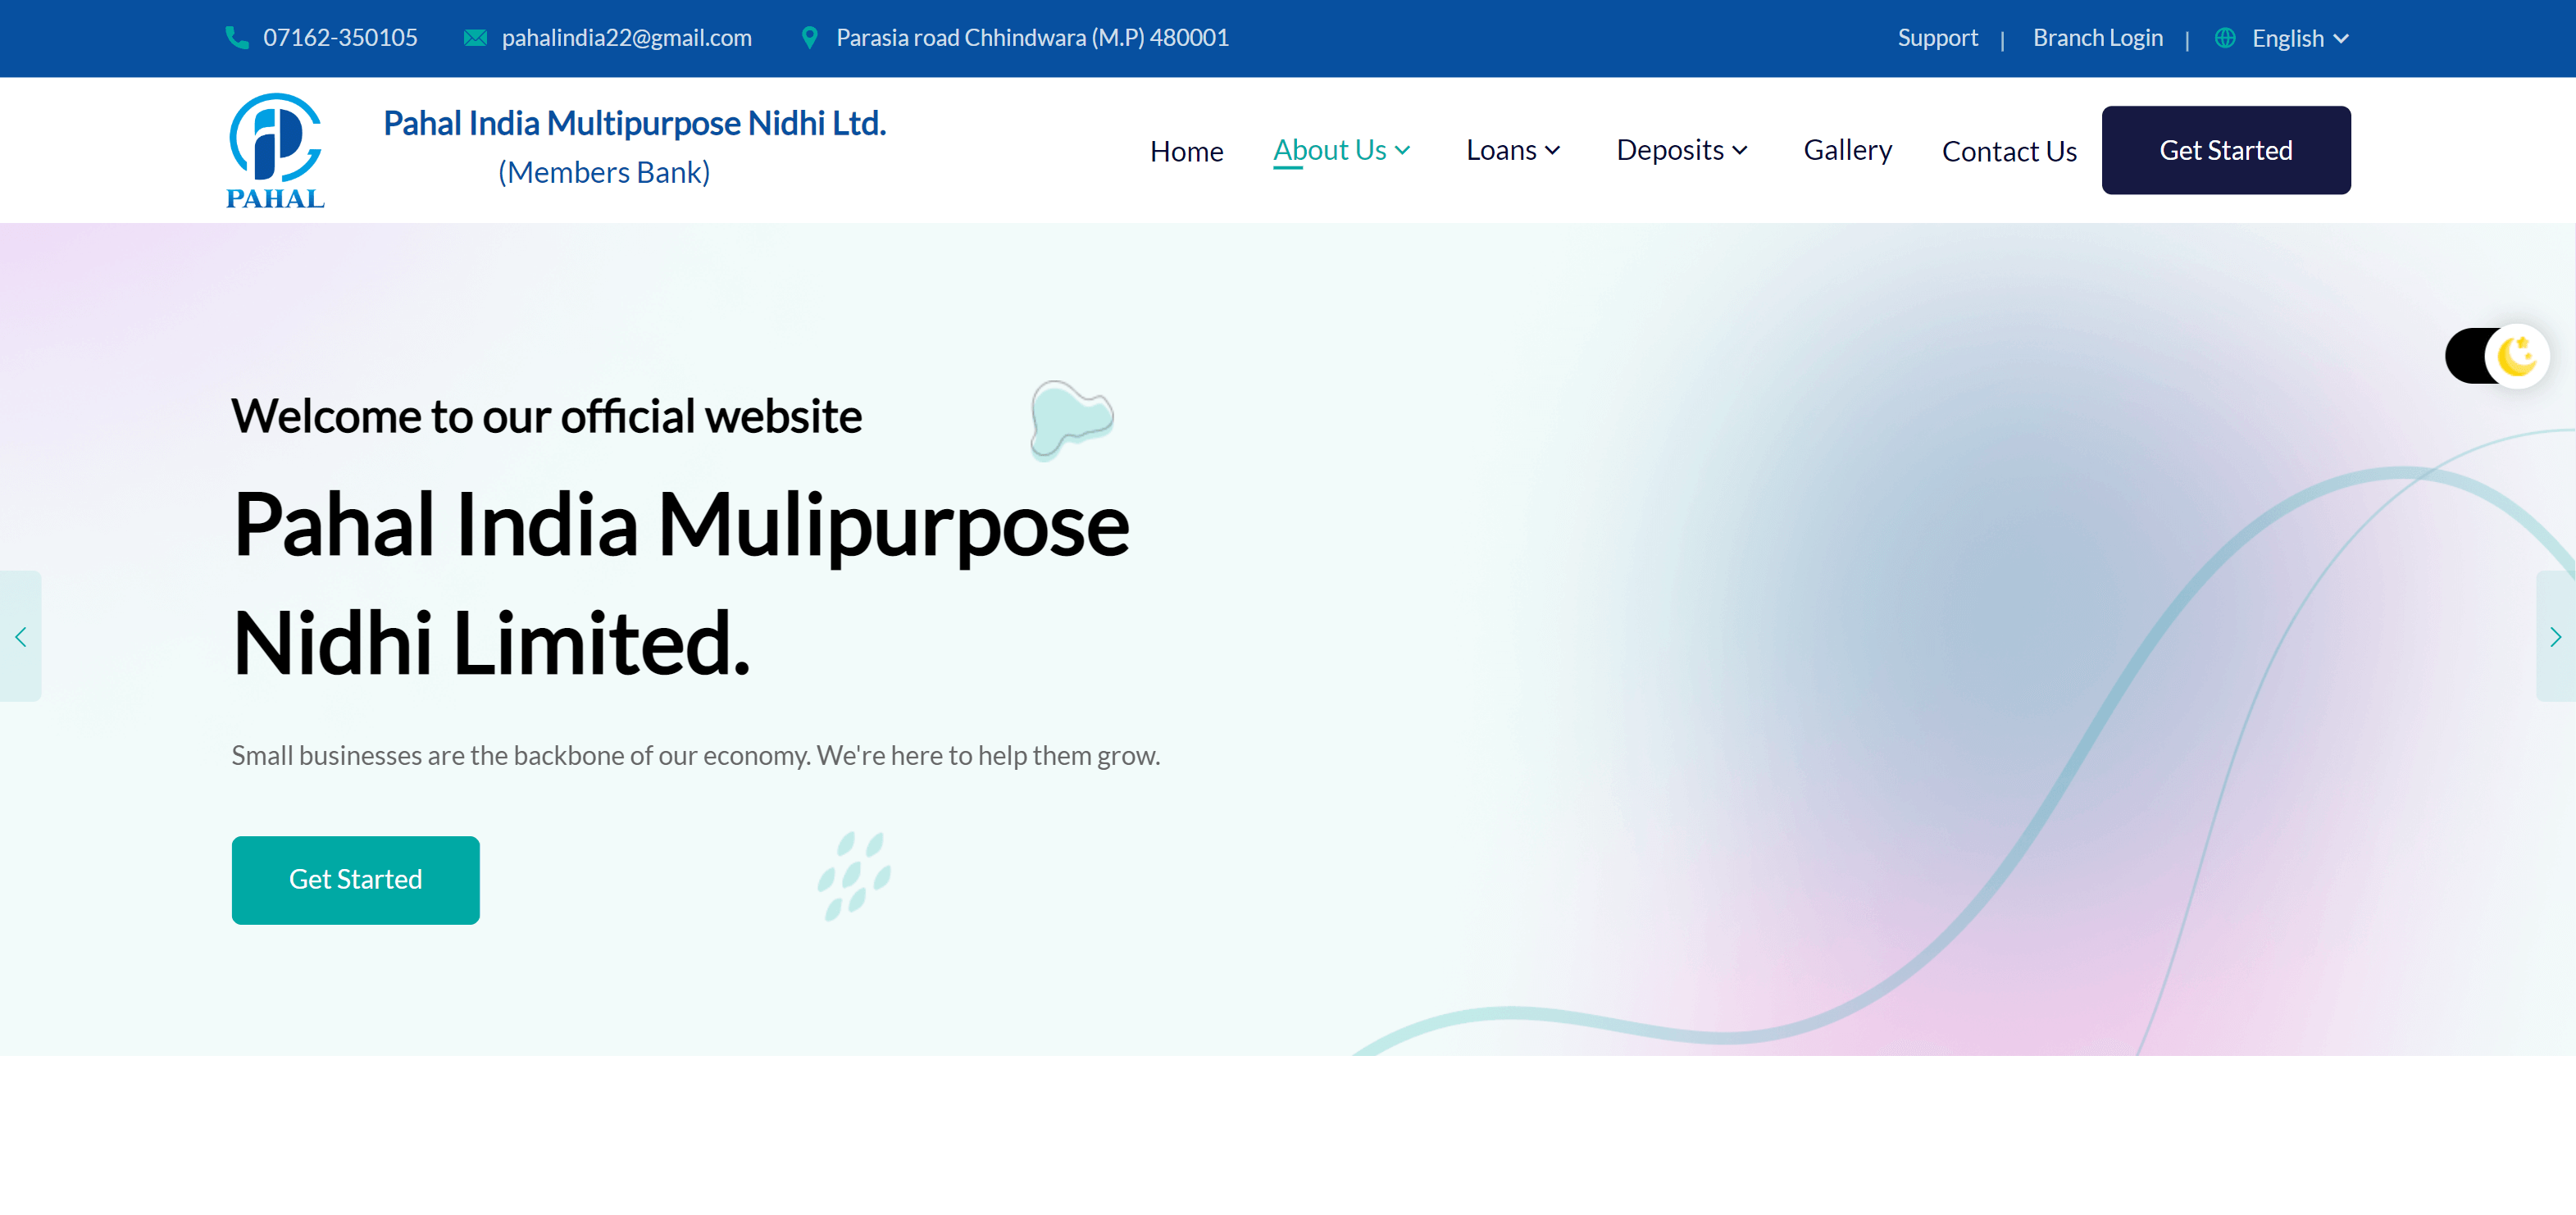 07162-350105 pahalindia22@gmail.com Parasia road Chhindwara (M.P) 480001 Support | Branch Login | English
PAHAL
Pahal India Multipurpose Nidhi Ltd.
(Members Bank)
Home About Us Loans Deposits Gallery Contact Us Get Started
Welcome to our official website
Pahal India Mulipurpose
Nidhi Limited.
Small businesses are the backbone of our economy. We're here to help them grow.
Get Started